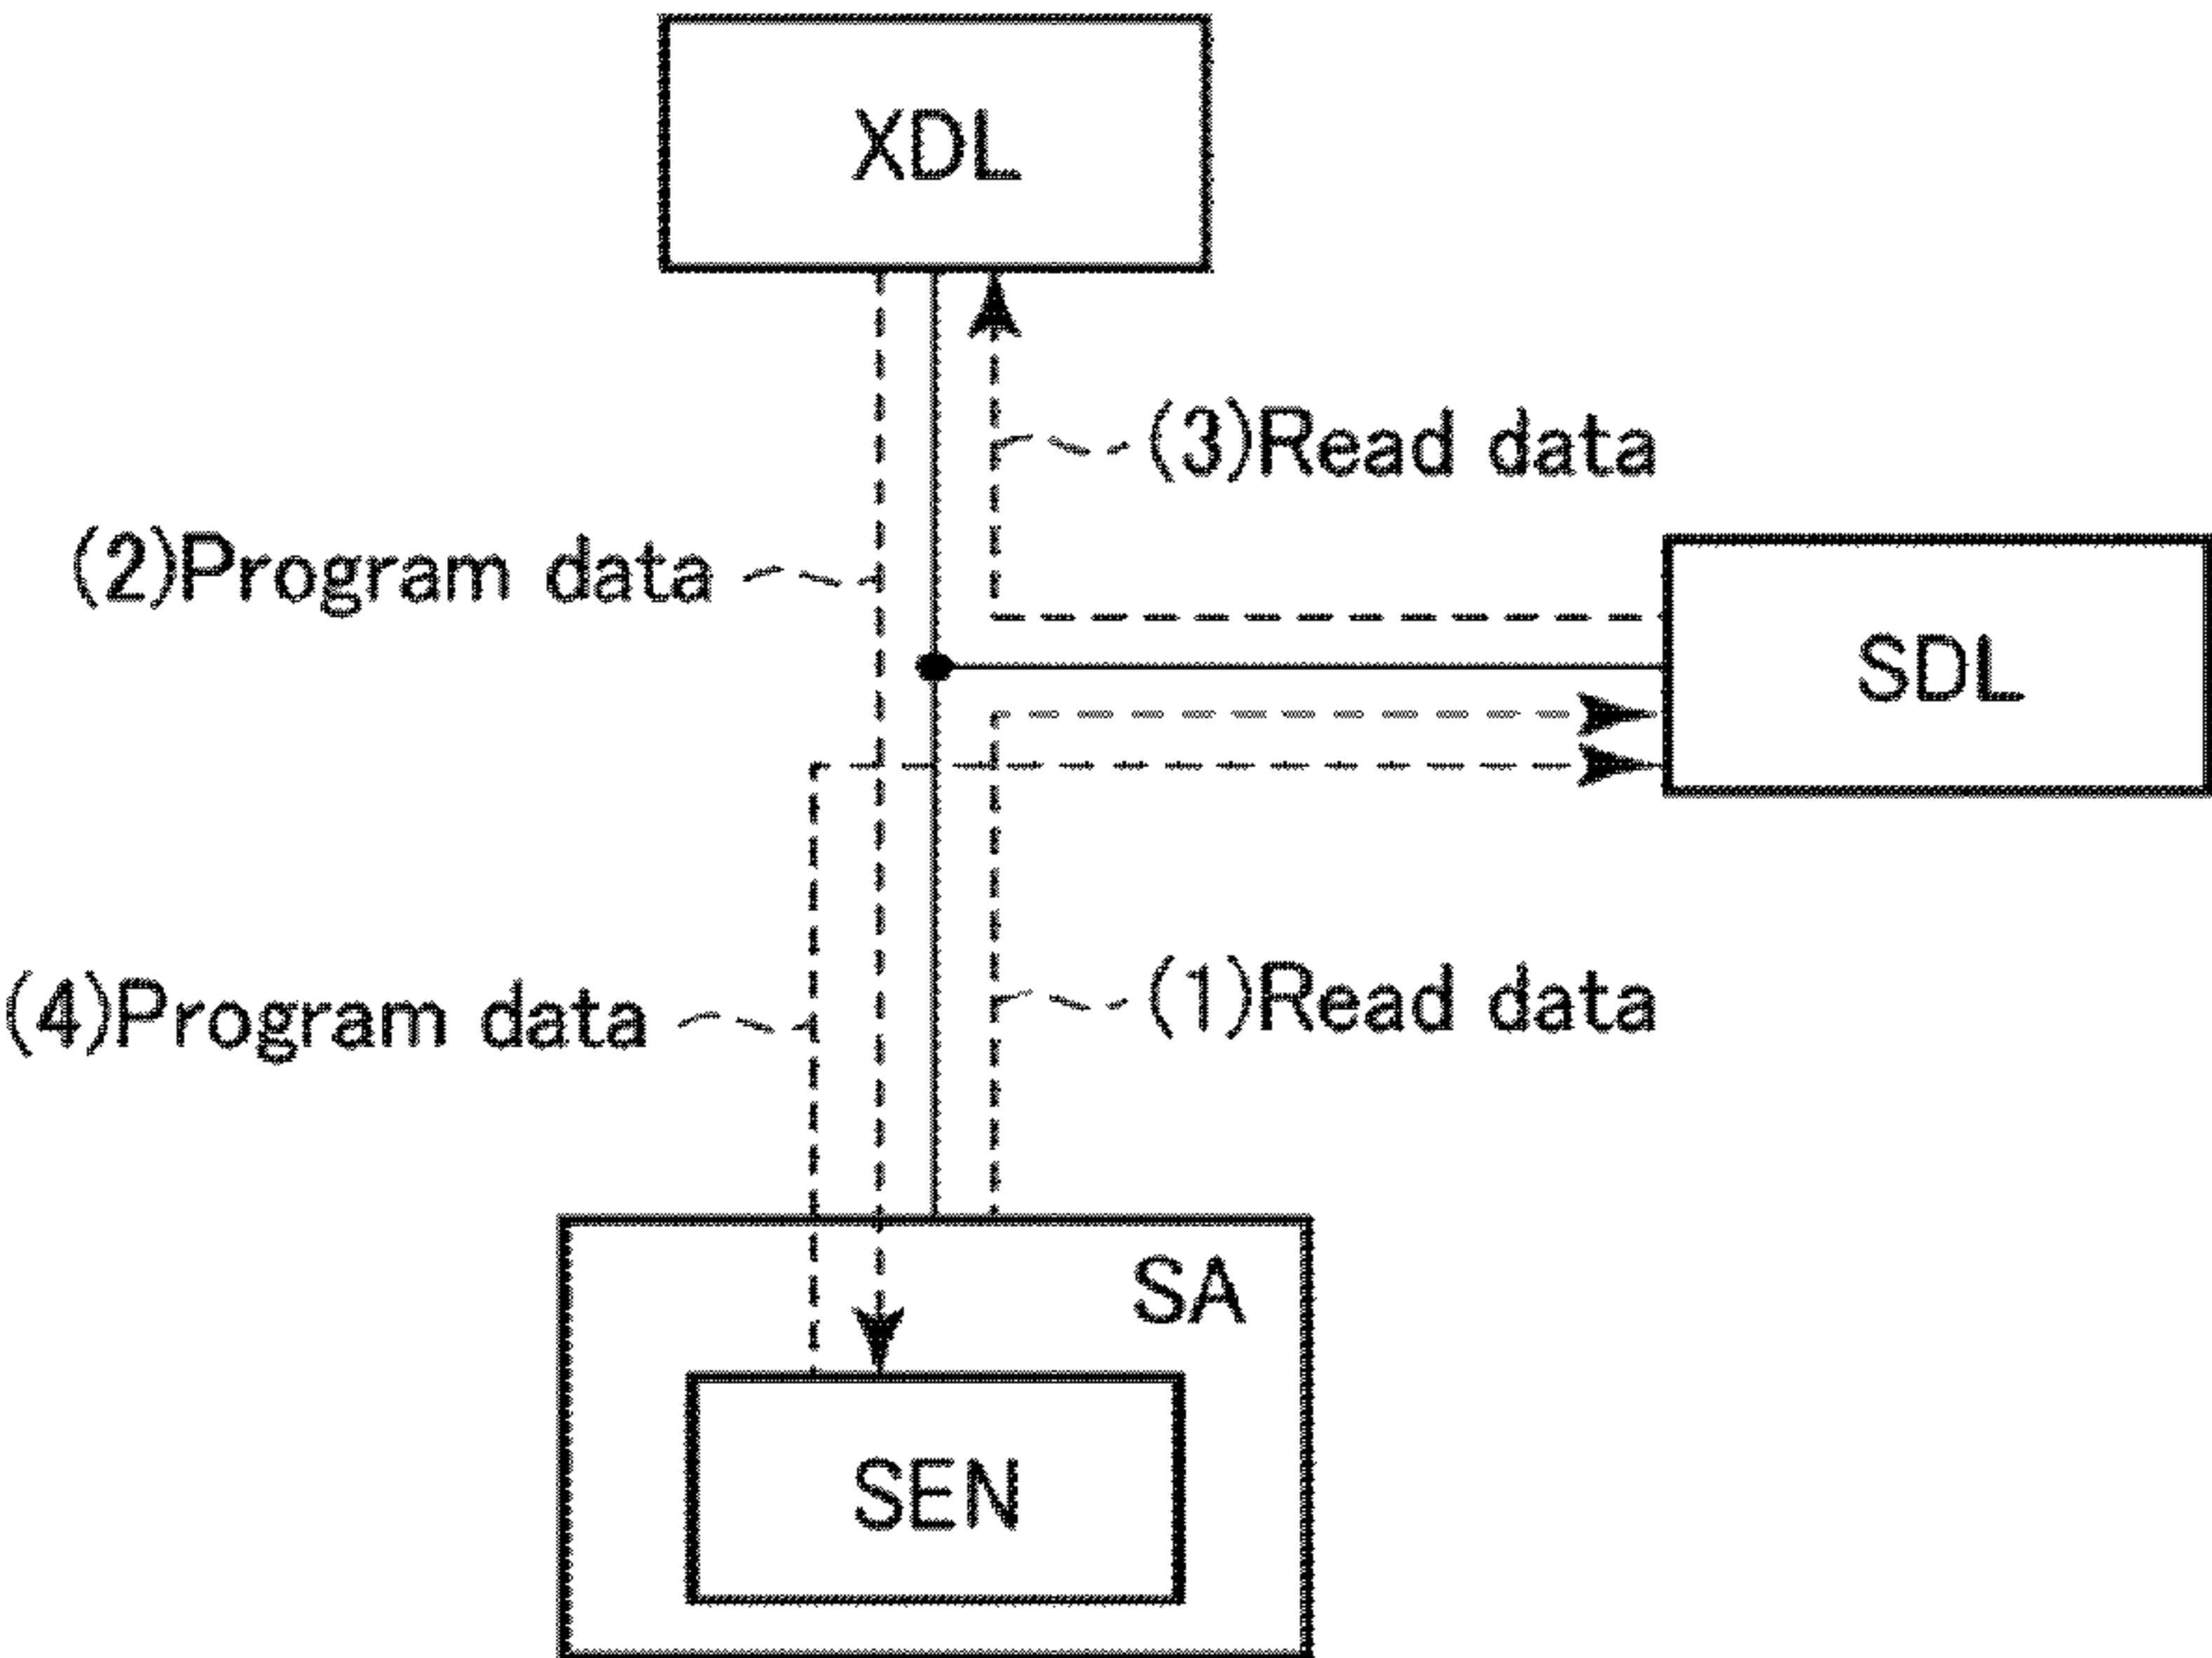 XDL
(3)Read data
(2)Program data
SDL
(4)Program data
(1)Read data
SA
SEN